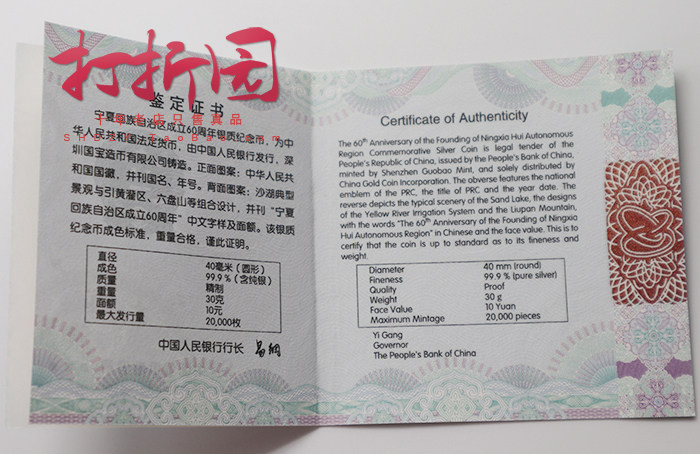 打折园
鉴定证书
宁夏回族自治区成立60周年银质纪念币，为中
华人民共和国法定货币，由中国人民银行发行，深
圳国宝造币有限公司铸造。正面图案：中华人民共
和国国徽，并刊国名、年号。背面图案：沙湖典型
景观与引黄灌区、六盘山等组合设计，并刊“宁夏
回族自治区成立60周年”中文字样及面额。该银质
纪念币成色标准，重量合格，谨此证明。
直径 40毫米（圆形）
成色 99.9％（含纯银）
质量 精制
重量 30克
面额 10元
最大发行量 20,000枚
中国人民银行行长 易纲
Certificate of Authenticity
The 60th Anniversary of the Founding of Ningxia Hui Autonomous
Region Commemorative Silver Coin is legal tender of the
People's Republic of China, issued by the People's Bank of China,
minted by Shenzhen Guobao Mint, and solely distributed by
China Gold Coin Incorporation. The obverse features the national
emblem of the PRC, the title of PRC and the year date. The
reverse depicts the typical scenery of the Sand Lake, the designs
of the Yellow River Irrigation System and the Liupan Mountain,
with the words "The 60th Anniversary of the Founding of Ningxia
Hui Autonomous Region" in Chinese and the face value. This is to
certify that the coin is up to standard as to its fineness and
weight.
Diameter 40 mm (round)
Fineness 99.9 % (pure silver)
Quality Proof
Weight 30 g
Face Value 10 Yuan
Maximum Mintage 20,000 pieces
Yi Gang
Governor
The People's Bank of China